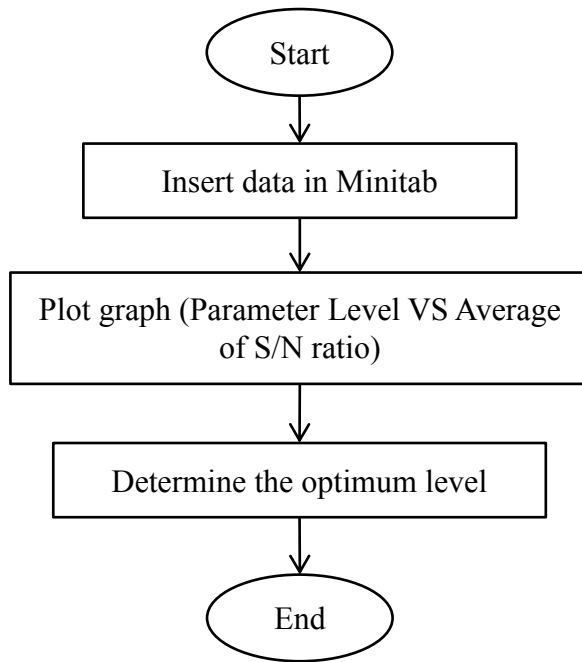 Start
Insert data in Minitab
Plot graph (Parameter Level VS Average
of S/N ratio)
Determine the optimum level
End